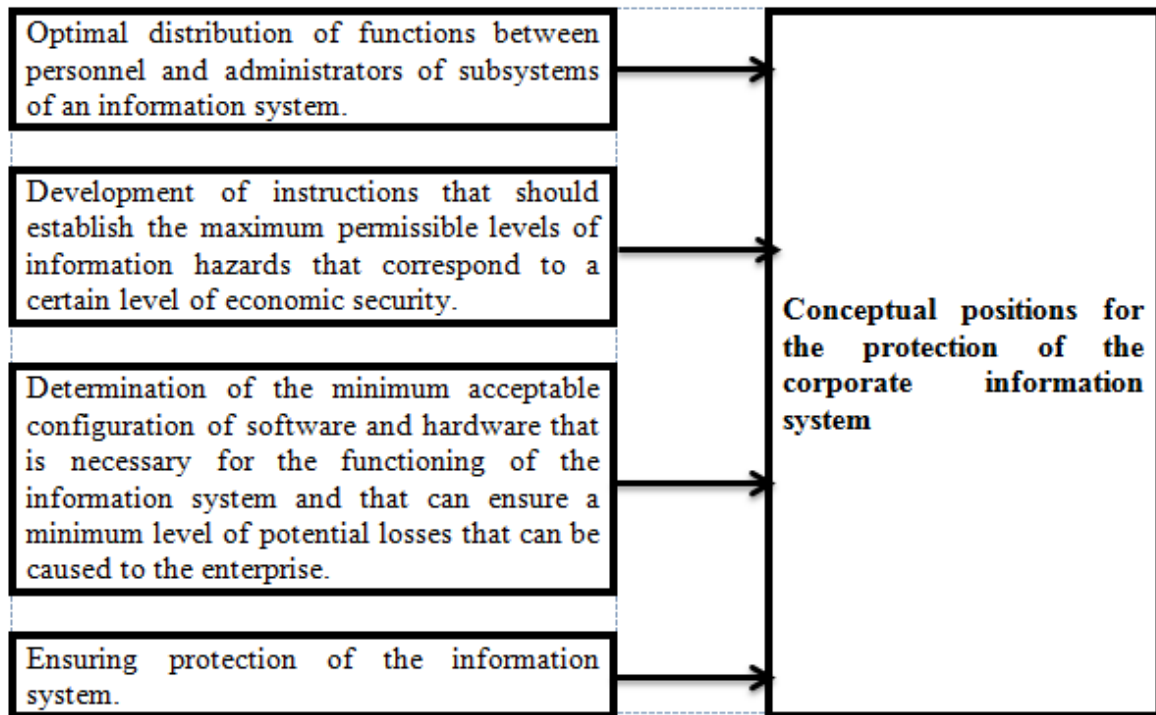 Optimal distribution of functions between
personnel and administrators of subsystems
of an information system.
Development of instructions that should
establish the maximum permissible levels of
information hazards that correspond to a
certain level of economic security.
Determination of the minimum acceptable
configuration of software and hardware that
is necessary for the functioning of the
information system and that can ensure a
minimum level of potential losses that can be
caused to the enterprise.
Ensuring protection of the information
system.
Conceptual positions for
the protection of the
corporate information
system